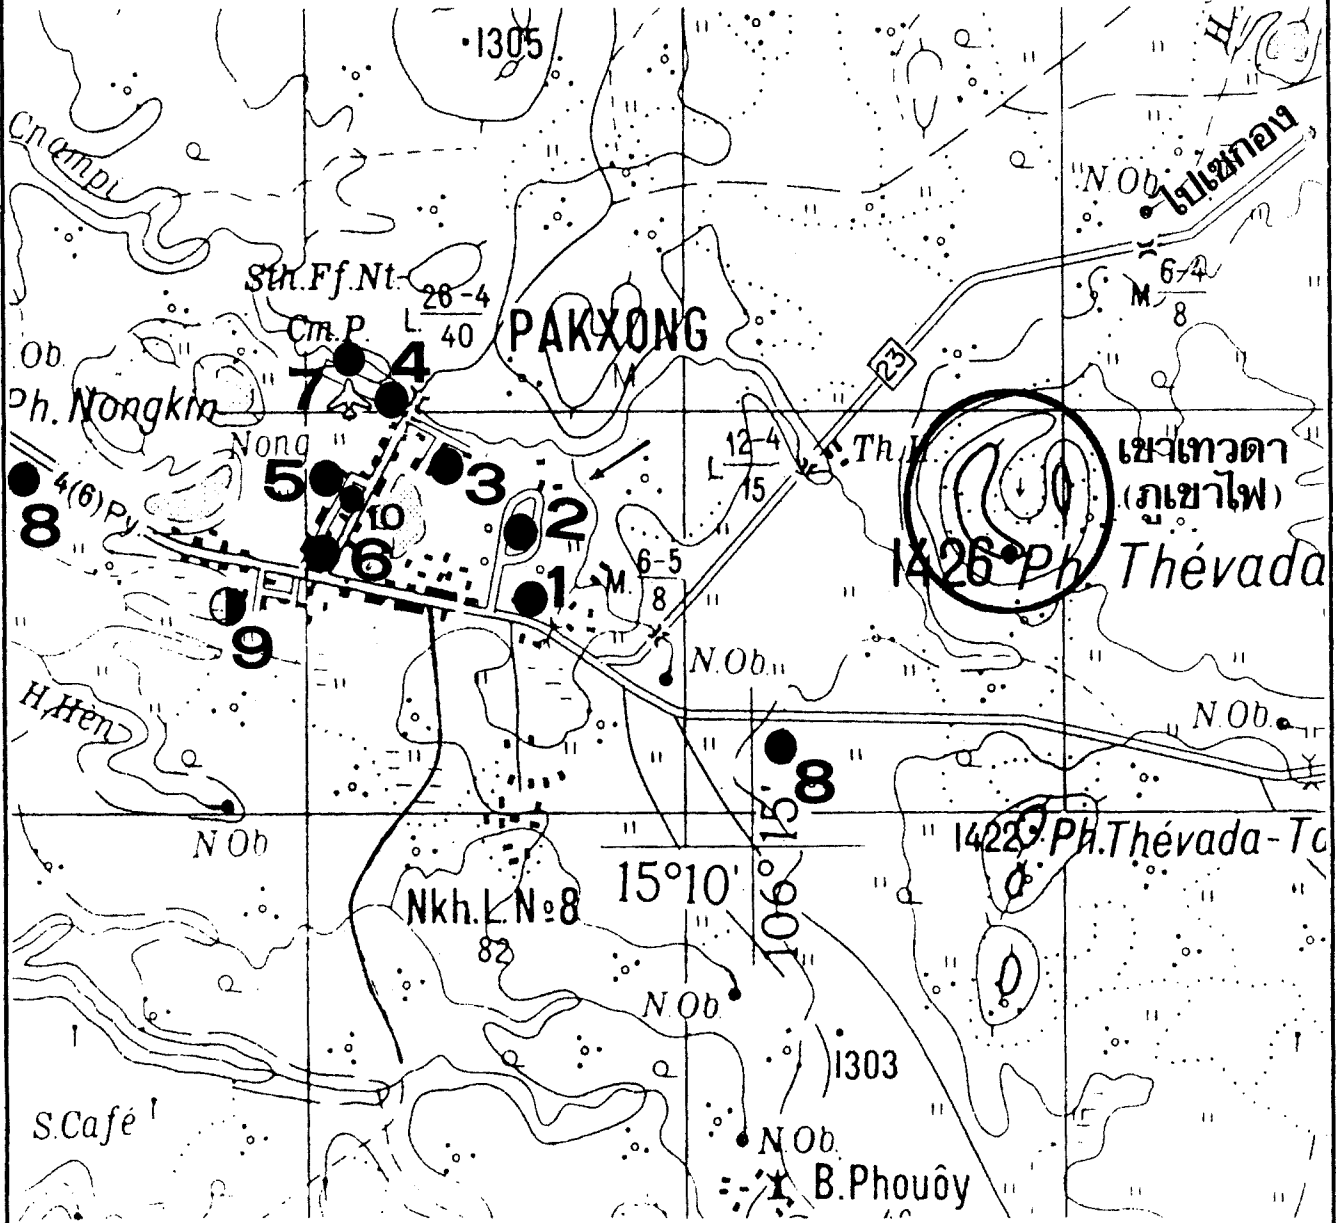 1305
H.
Cnampi
N.Ob.
ไปเซกอง
Sth.Ff.Nt.
26-4
L.
40
M.
6-4
8
Cm.P.
PAKXONG
Ob.
4
7
23
Ph. Nongkin
M
Nong
12-4
L
15
Th.H.
เขาเทวดา
(ภูเขาไฟ)
5
3
4(6)Py
8
10
2
6
1426
Ph. Thévada
6-5
M.
8
1
9
N.Ob.
H.Hèn
N.Ob.
8
N.Ob
1422
Ph.Thévada-To
15°10'
106°15'
Nkh.L.No8
82
N.Ob.
1303
S.Café
N.Ob.
B.Phouôy